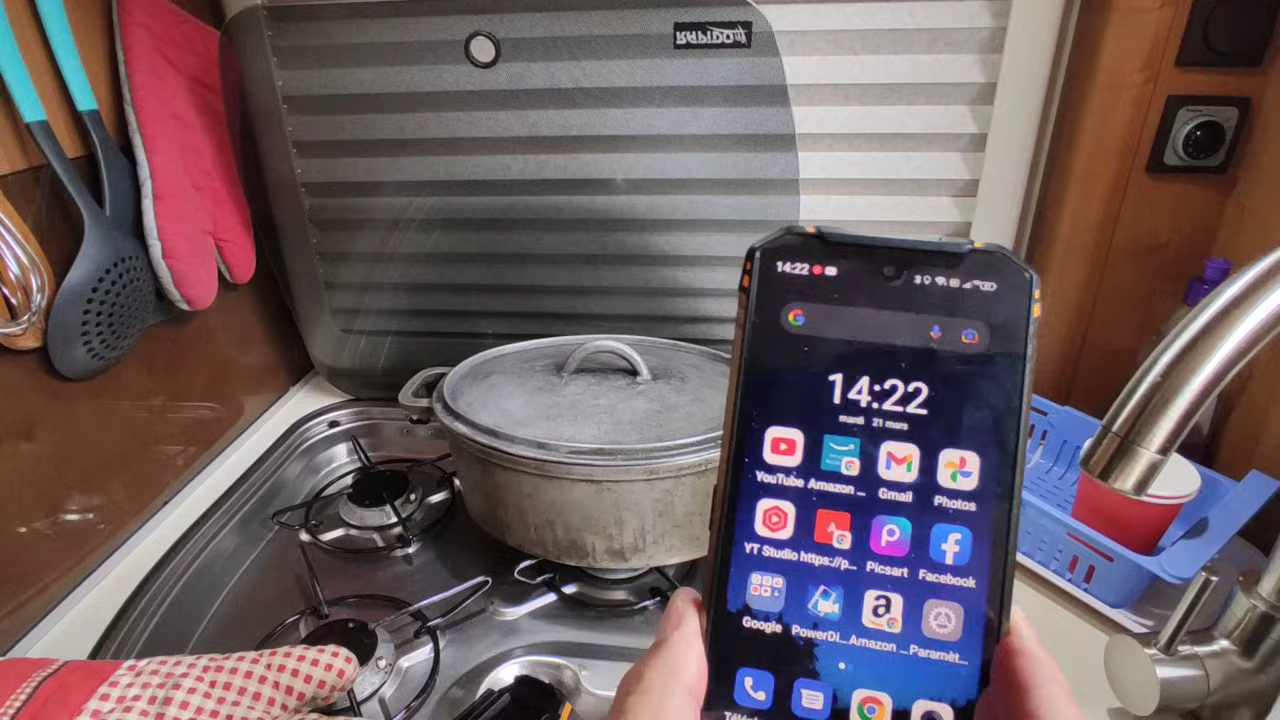 RAPIDO
14:22
14:22
mardi 21 mars
YouTube Amazon ... Gmail Photos
YT Studio https://p... Picsart Facebook
Google PowerDi... Amazon ... Paramèt...